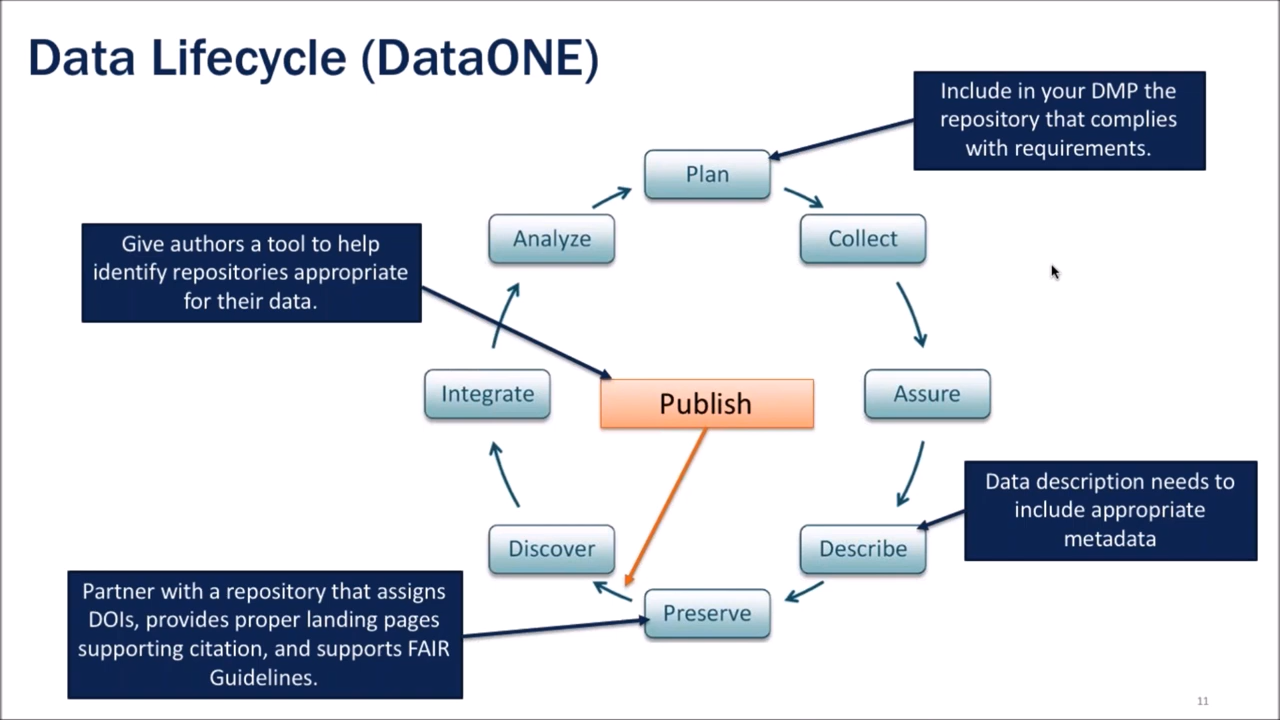 Data Lifecycle (DataONE)
Include in your DMP the
repository that complies
with requirements.
Plan
Analyze
Collect
Give authors a tool to help
identify repositories appropriate
for their data.
Integrate
Publish
Assure
Data description needs to
include appropriate
metadata
Discover
Describe
Partner with a repository that assigns
DOIs, provides proper landing pages
supporting citation, and supports FAIR
Guidelines.
Preserve
11